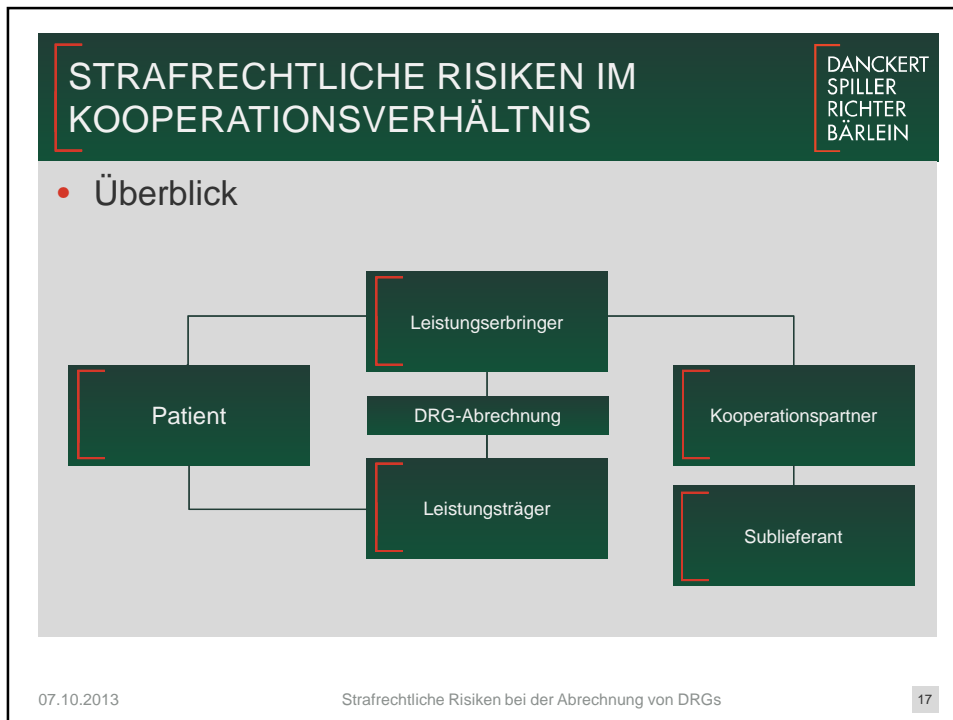 STRAFRECHTLICHE RISIKEN IM
KOOPERATIONSVERHÄLTNIS
DANCKERT
SPILLER
RICHTER
BÄRLEIN
• Überblick
Leistungserbringer
Patient
DRG-Abrechnung
Kooperationspartner
Leistungsträger
Sublieferant
07.10.2013
Strafrechtliche Risiken bei der Abrechnung von DRGs
17